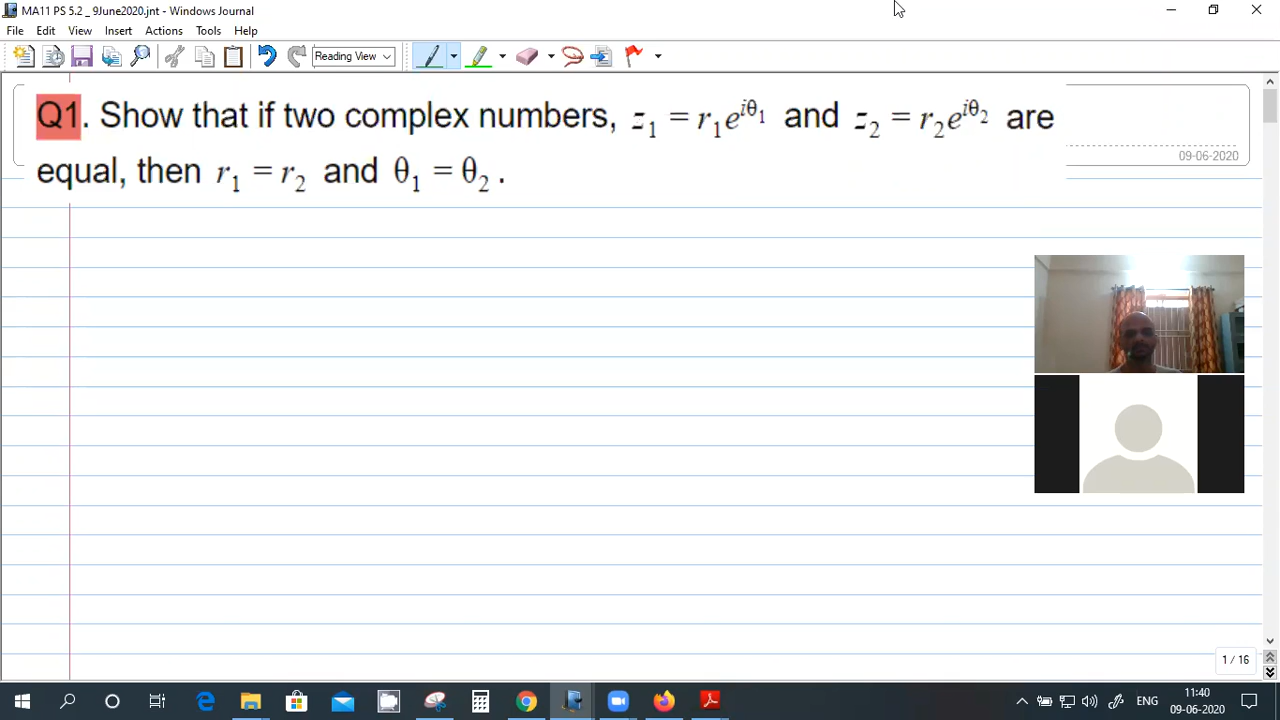 MA11 PS 5.2 _ 9June2020.jnt - Windows Journal
File Edit View Insert Actions Tools Help
Reading View
Q1. Show that if two complex numbers, z₁ = r₁e^{iθ₁} and z₂ = r₂e^{iθ₂} are
equal, then r₁ = r₂ and θ₁ = θ₂ .
09-06-2020
1 / 16
ENG
11:40
09-06-2020